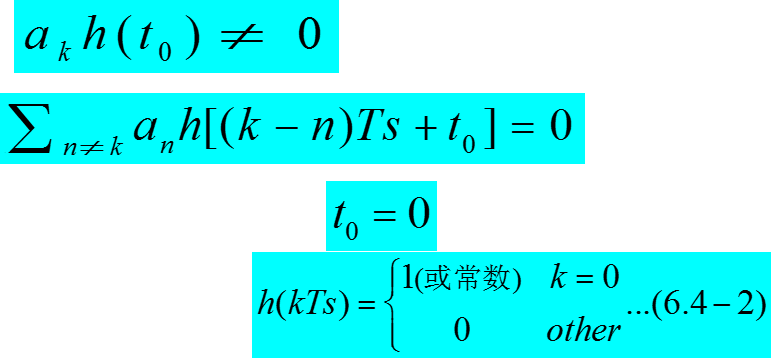 a_k h(t_0) ≠ 0
∑_{n≠k} a_n h[(k − n)Ts + t_0] = 0
t_0 = 0
h(kTs) = { 1(或常数) k = 0
0 other ...(6.4−2)